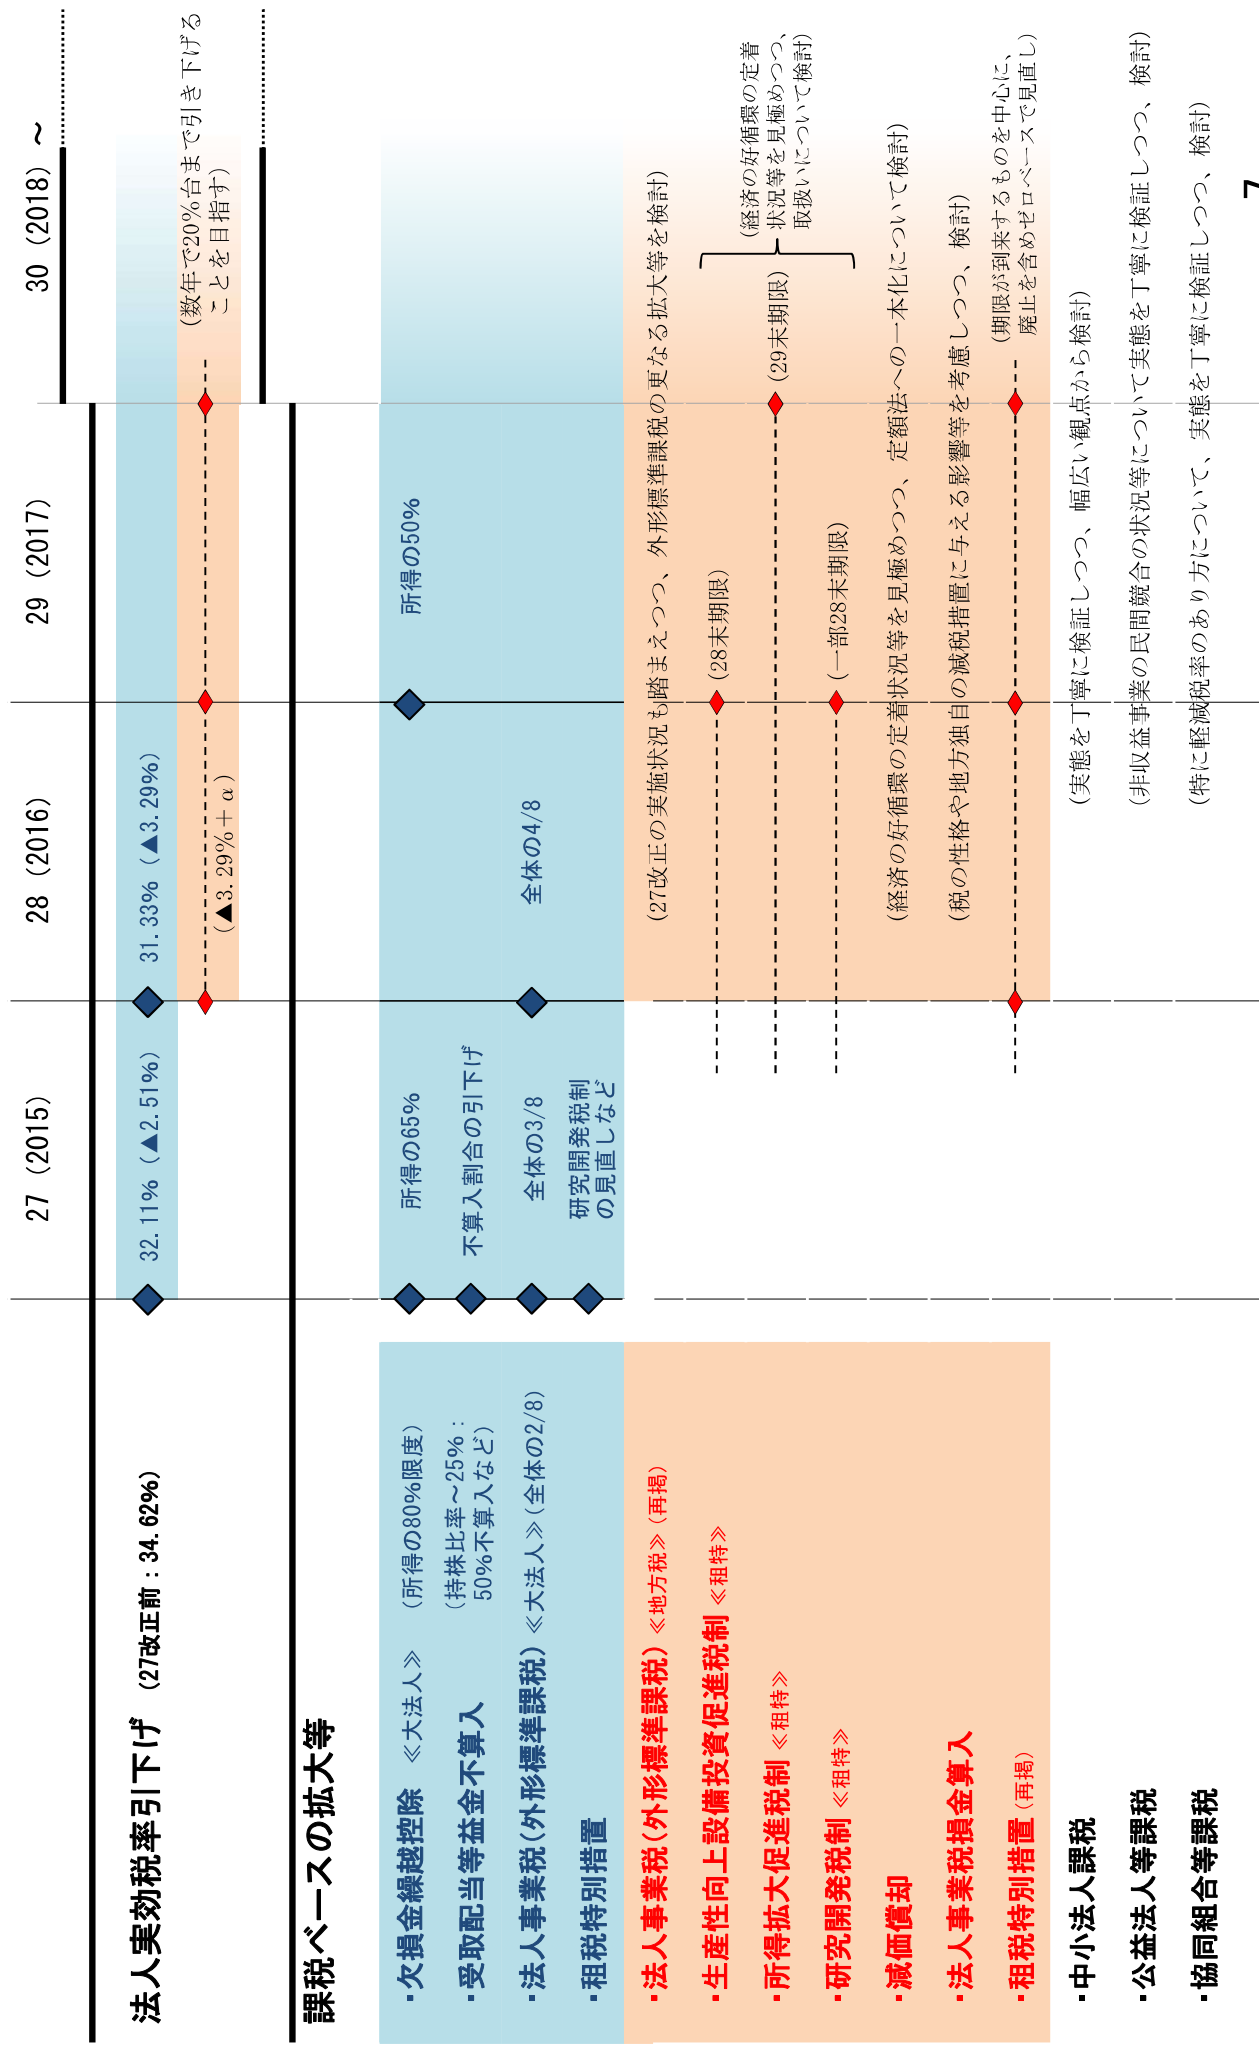 27（2015） 28（2016） 29（2017） 30（2018）～
法人実効税率引下げ （27改正前：34.62%） 32.11%（▲2.51%） 31.33%（▲3.29%）
（▲3.29%＋α） （数年で20％台まで引き下げる
ことを目指す）
課税ベースの拡大等
・欠損金繰越控除 ≪大法人≫ （所得の80%限度） 所得の65% 所得の50%
・受取配当等益金不算入 （持株比率～25%：
50%不算入など） 不算入割合の引下げ
・法人事業税（外形標準課税）≪大法人≫（全体の2/8） 全体の3/8 全体の4/8
・租税特別措置 研究開発税制
の見直しなど
・法人事業税（外形標準課税）≪地方税≫（再掲） （27改正の実施状況も踏まえつつ、外形標準課税の更なる拡大等を検討）
・生産性向上設備投資促進税制≪租特≫ （28末期限）
・所得拡大促進税制≪租特≫ （29末期限） （経済の好循環の定着
状況等を見極めつつ、
取扱いについて検討）
・研究開発税制≪租特≫ （一部28末期限）
・減価償却 （経済の好循環の定着状況等を見極めつつ、定額法への一本化について検討）
・法人事業税損金算入 （税の性格や地方独自の減税措置に与える影響等を考慮しつつ、検討）
・租税特別措置（再掲） （期限が到来するものを中心に、
廃止を含めゼロベースで見直し）
・中小法人課税 （実態を丁寧に検証しつつ、幅広い観点から検討）
・公益法人等課税 （非収益事業の民間競合の状況等について実態を丁寧に検証しつつ、検討）
・協同組合等課税 （特に軽減税率のあり方について、実態を丁寧に検証しつつ、検討）
7